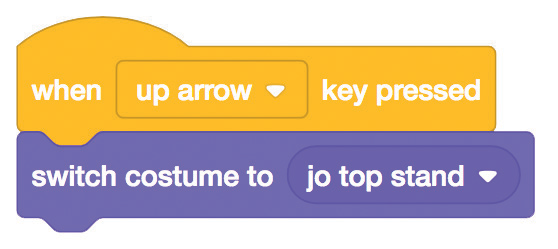 when up arrow key pressed
switch costume to jo top stand